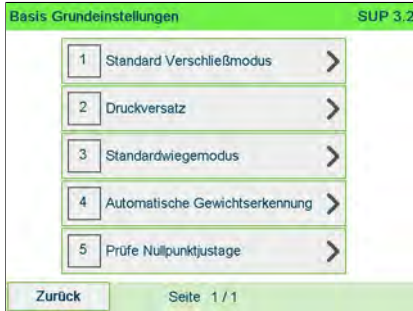 Basis Grundeinstellungen SUP 3.2
1 Standard Verschließmodus
2 Druckversatz
3 Standardwiegemodus
4 Automatische Gewichtserkennung
5 Prüfe Nullpunktjustage
Zurück Seite 1 / 1